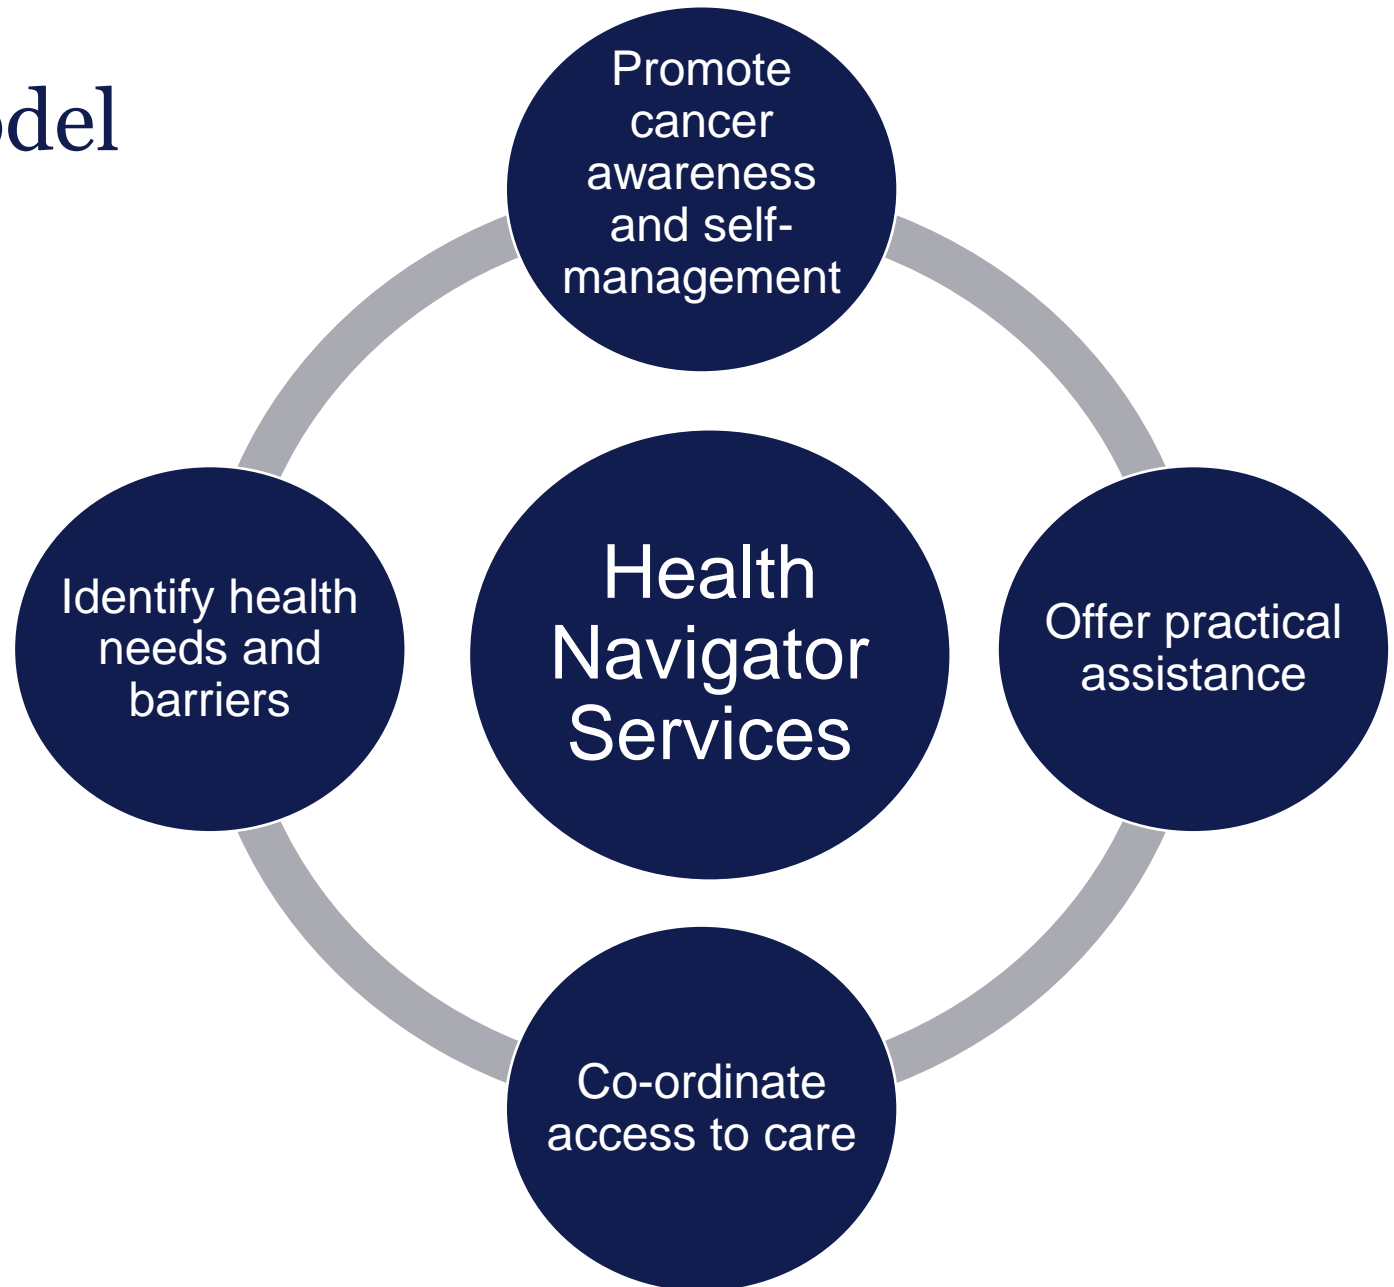 odel
Promote
cancer
awareness
and self-
management
Identify health
needs and
barriers
Health
Navigator
Services
Offer practical
assistance
Co-ordinate
access to care